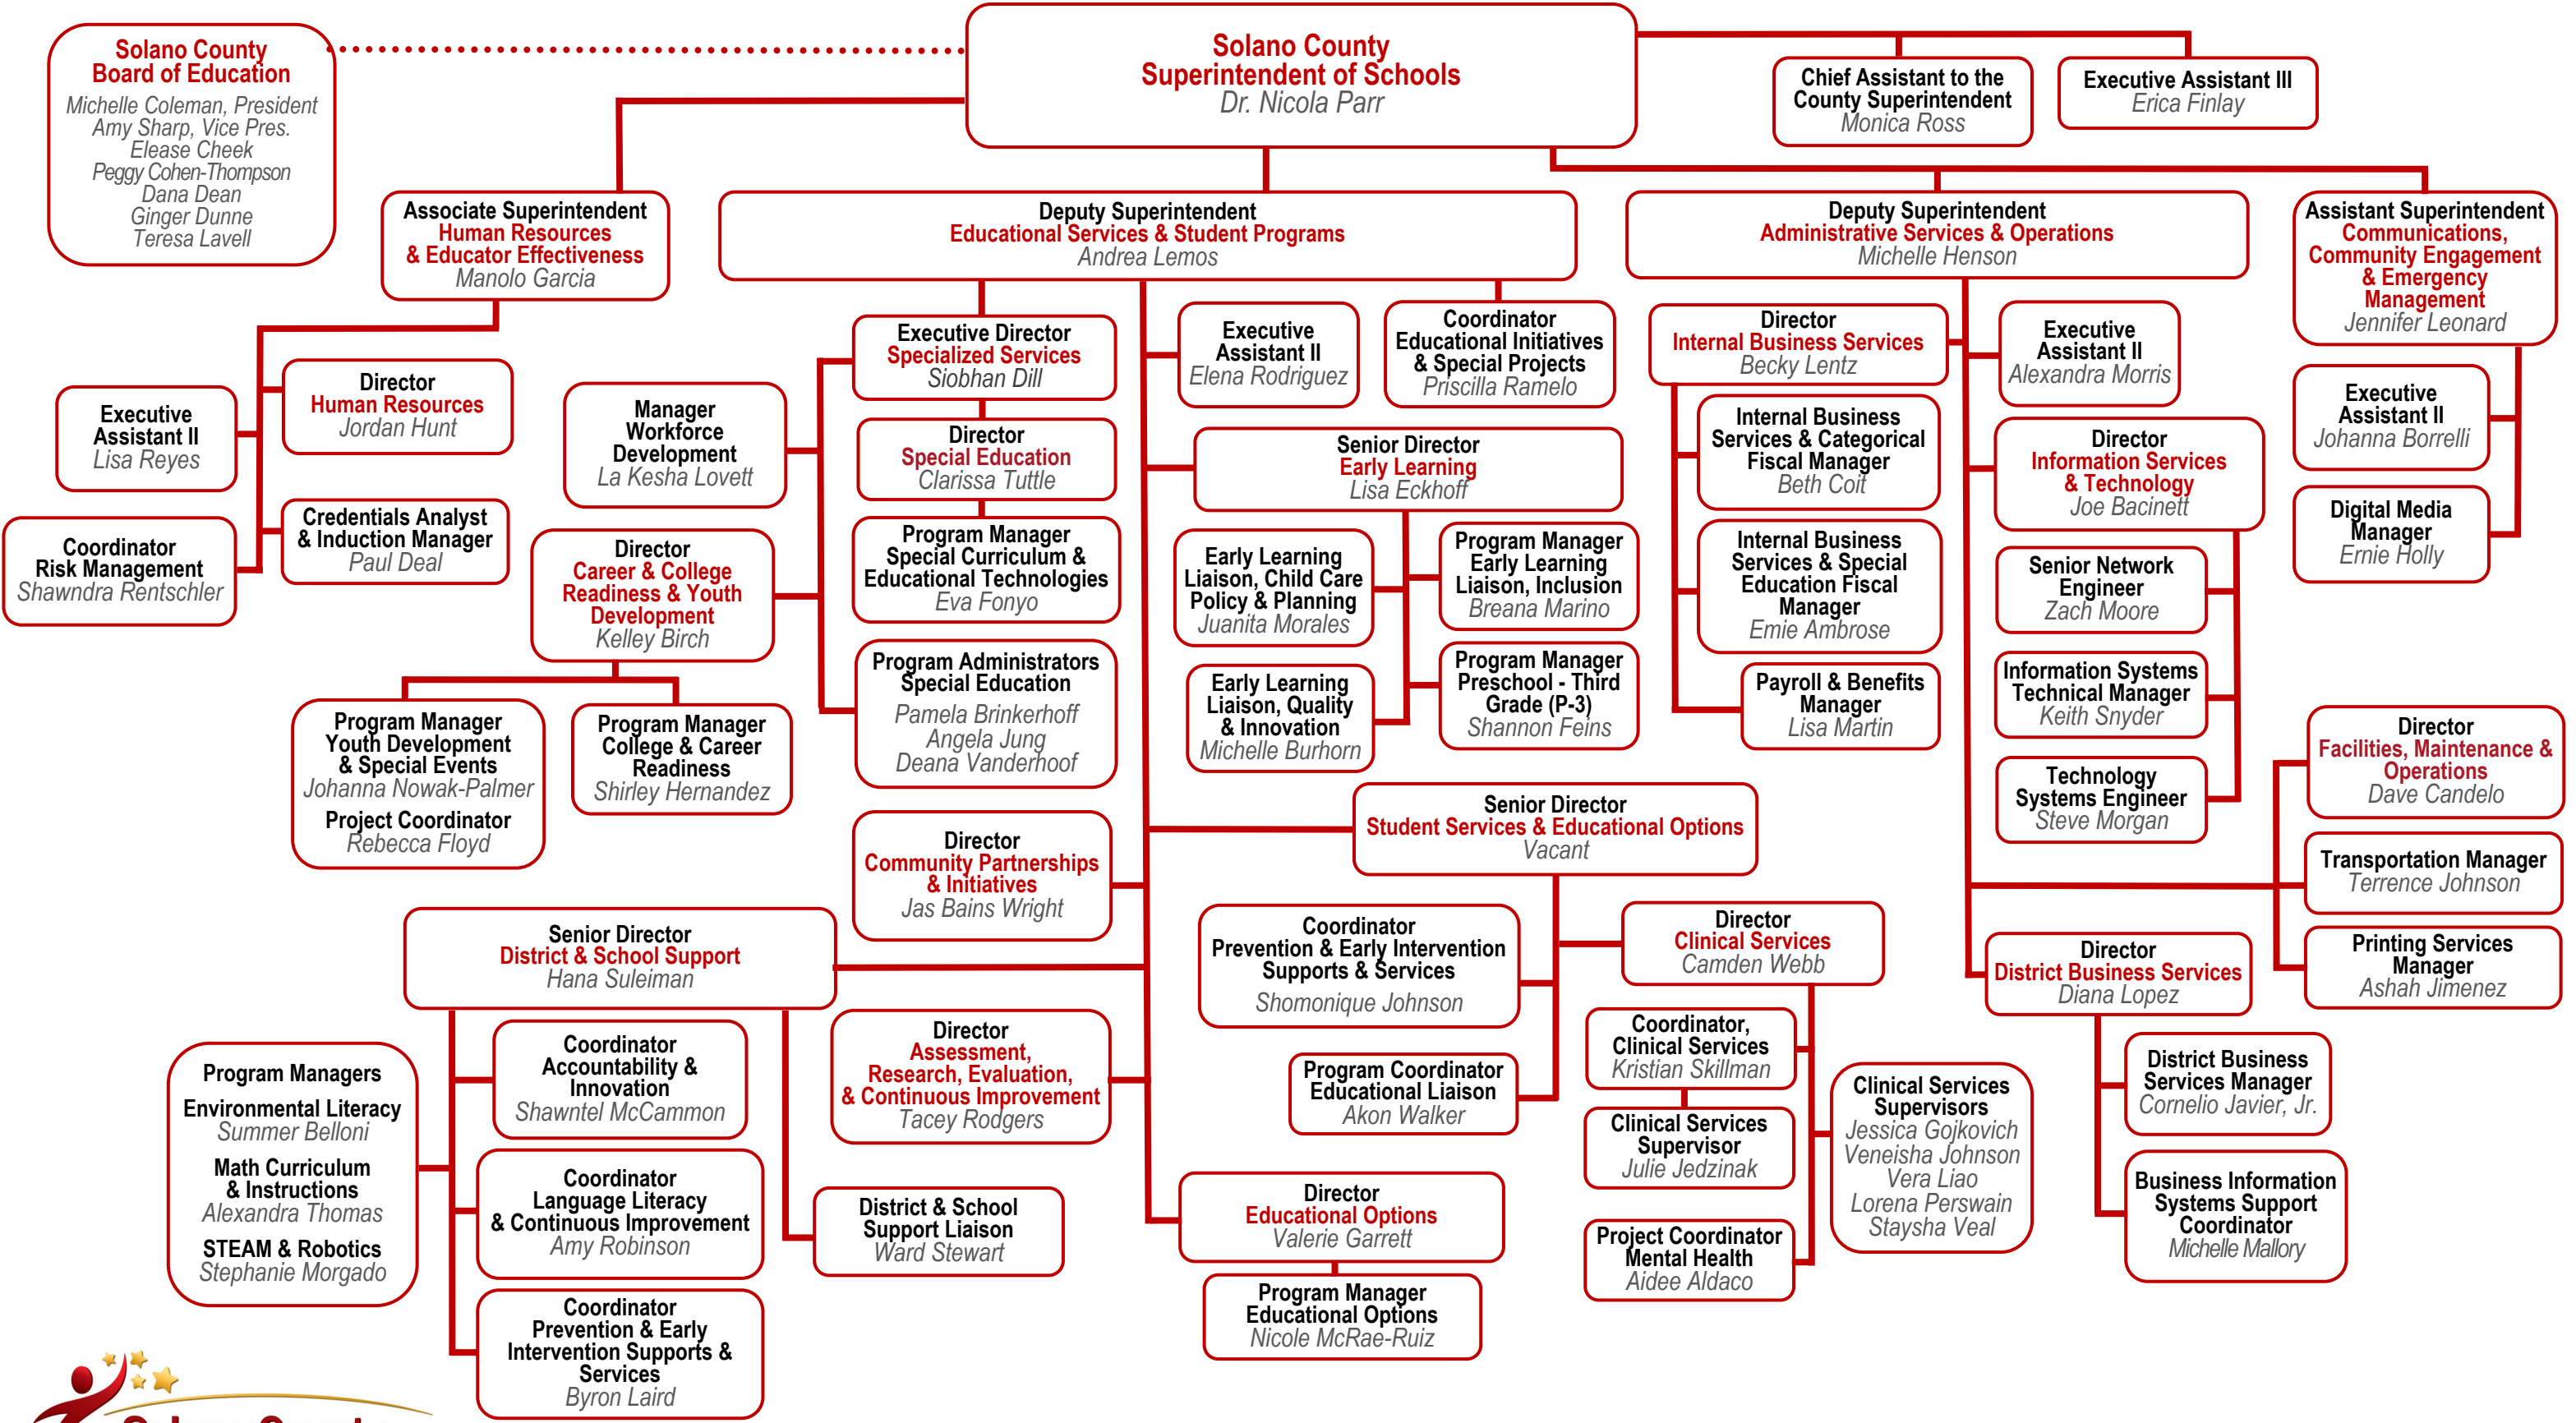 Solano County
Board of Education
Michelle Coleman, President
Amy Sharp, Vice Pres.
Elease Cheek
Peggy Cohen-Thompson
Dana Dean
Ginger Dunne
Teresa Lavell
Solano County
Superintendent of Schools
Dr. Nicola Parr
Chief Assistant to the
County Superintendent
Monica Ross
Executive Assistant III
Erica Finlay
Associate Superintendent
Human Resources
& Educator Effectiveness
Manolo Garcia
Deputy Superintendent
Educational Services & Student Programs
Andrea Lemos
Deputy Superintendent
Administrative Services & Operations
Michelle Henson
Assistant Superintendent
Communications,
Community Engagement
& Emergency
Management
Jennifer Leonard
Executive
Assistant II
Lisa Reyes
Director
Human Resources
Jordan Hunt
Coordinator
Risk Management
Shawndra Rentschler
Credentials Analyst
& Induction Manager
Paul Deal
Manager
Workforce
Development
La Kesha Lovett
Executive Director
Specialized Services
Siobhan Dill
Director
Special Education
Clarissa Tuttle
Program Manager
Special Curriculum &
Educational Technologies
Eva Fonyo
Program Administrators
Special Education
Pamela Brinkerhoff
Angela Jung
Deana Vanderhoof
Director
Career & College
Readiness & Youth
Development
Kelley Birch
Program Manager
Youth Development
& Special Events
Johanna Nowak-Palmer
Project Coordinator
Rebecca Floyd
Program Manager
College & Career
Readiness
Shirley Hernandez
Executive
Assistant II
Elena Rodriguez
Coordinator
Educational Initiatives
& Special Projects
Priscilla Ramelo
Senior Director
Early Learning
Lisa Eckhoff
Early Learning
Liaison, Child Care
Policy & Planning
Juanita Morales
Program Manager
Early Learning
Liaison, Inclusion
Breana Marino
Early Learning
Liaison, Quality
& Innovation
Michelle Burhorn
Program Manager
Preschool - Third
Grade (P-3)
Shannon Feins
Director
Internal Business Services
Becky Lentz
Internal Business
Services & Categorical
Fiscal Manager
Beth Coit
Internal Business
Services & Special
Education Fiscal
Manager
Emie Ambrose
Payroll & Benefits
Manager
Lisa Martin
Executive
Assistant II
Alexandra Morris
Director
Information Services
& Technology
Joe Bacinett
Senior Network
Engineer
Zach Moore
Information Systems
Technical Manager
Keith Snyder
Technology
Systems Engineer
Steve Morgan
Executive
Assistant II
Johanna Borrelli
Digital Media
Manager
Ernie Holly
Director
Facilities, Maintenance &
Operations
Dave Candelo
Transportation Manager
Terrence Johnson
Printing Services
Manager
Ashah Jimenez
Director
Community Partnerships
& Initiatives
Jas Bains Wright
Senior Director
Student Services & Educational Options
Vacant
Senior Director
District & School Support
Hana Suleiman
Coordinator
Prevention & Early Intervention
Supports & Services
Shomonique Johnson
Director
Clinical Services
Camden Webb
Director
District Business Services
Diana Lopez
Program Managers
Environmental Literacy
Summer Belloni
Math Curriculum
& Instructions
Alexandra Thomas
STEAM & Robotics
Stephanie Morgado
Coordinator
Accountability &
Innovation
Shawntel McCammon
Coordinator
Language Literacy
& Continuous Improvement
Amy Robinson
Coordinator
Prevention & Early
Intervention Supports &
Services
Byron Laird
Director
Assessment,
Research, Evaluation,
& Continuous Improvement
Tacey Rodgers
District & School
Support Liaison
Ward Stewart
Program Coordinator
Educational Liaison
Akon Walker
Director
Educational Options
Valerie Garrett
Program Manager
Educational Options
Nicole McRae-Ruiz
Coordinator,
Clinical Services
Kristian Skillman
Clinical Services
Supervisor
Julie Jedzinak
Project Coordinator
Mental Health
Aidee Aldaco
Clinical Services
Supervisors
Jessica Gojkovich
Veneisha Johnson
Vera Liao
Lorena Perswain
Staysha Veal
District Business
Services Manager
Cornelio Javier, Jr.
Business Information
Systems Support
Coordinator
Michelle Mallory